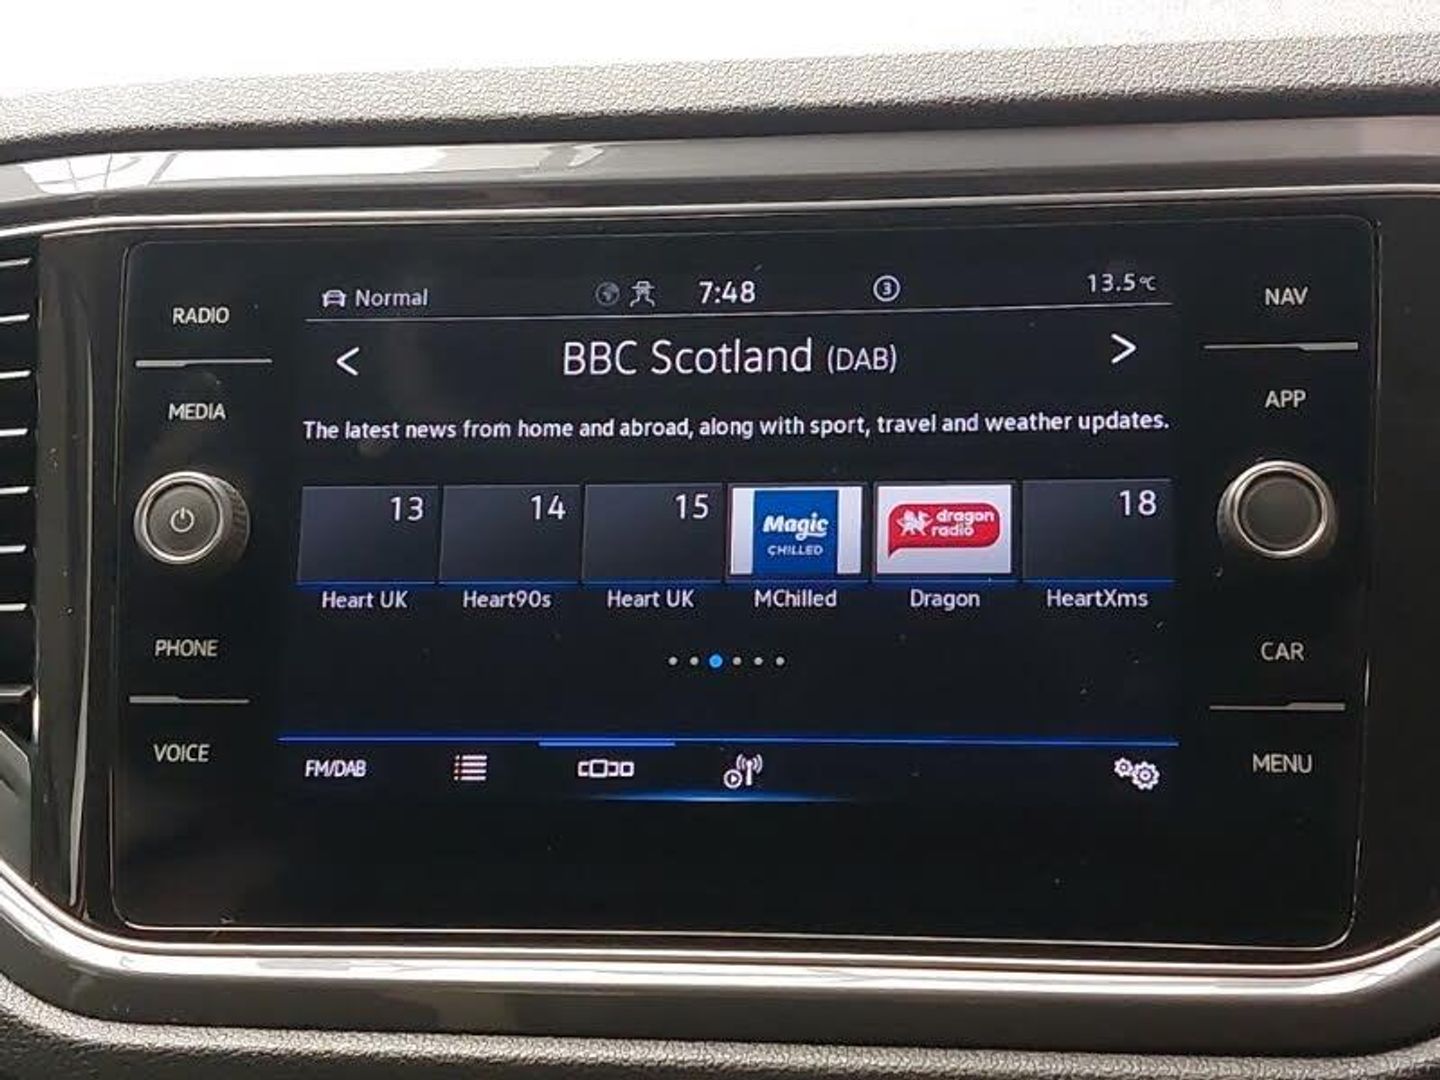 RADIO
MEDIA
PHONE
VOICE
Normal
7:48
3
13.5°C
< BBC Scotland (DAB) >
The latest news from home and abroad, along with sport, travel and weather updates.
13
14
15
Magic
CHILLED
dragon
radio
18
Heart UK
Heart90s
Heart UK
MChilled
Dragon
HeartXms
FM/DAB
NAV
APP
CAR
MENU